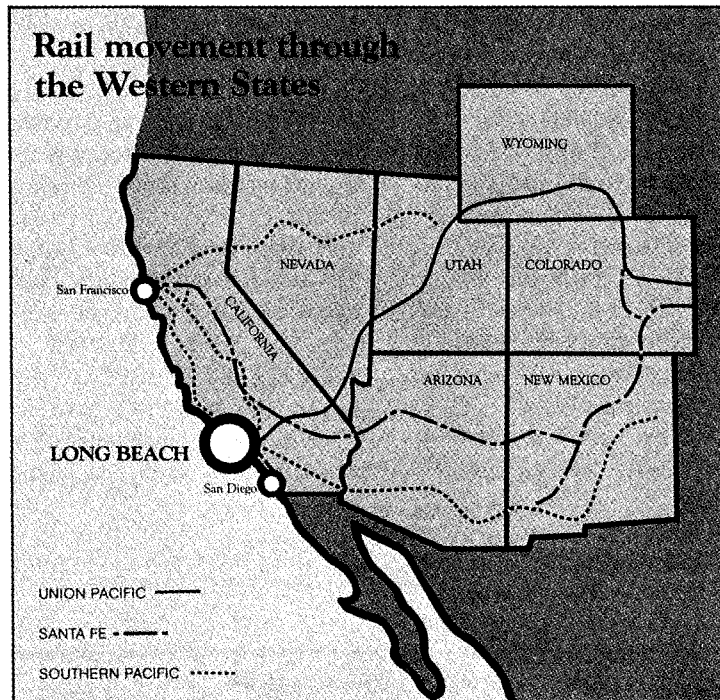 Rail movement through
the Western States
WYOMING
NEVADA
UTAH
COLORADO
San Francisco
CALIFORNIA
ARIZONA
NEW MEXICO
LONG BEACH
San Diego
UNION PACIFIC
SANTA FE
SOUTHERN PACIFIC